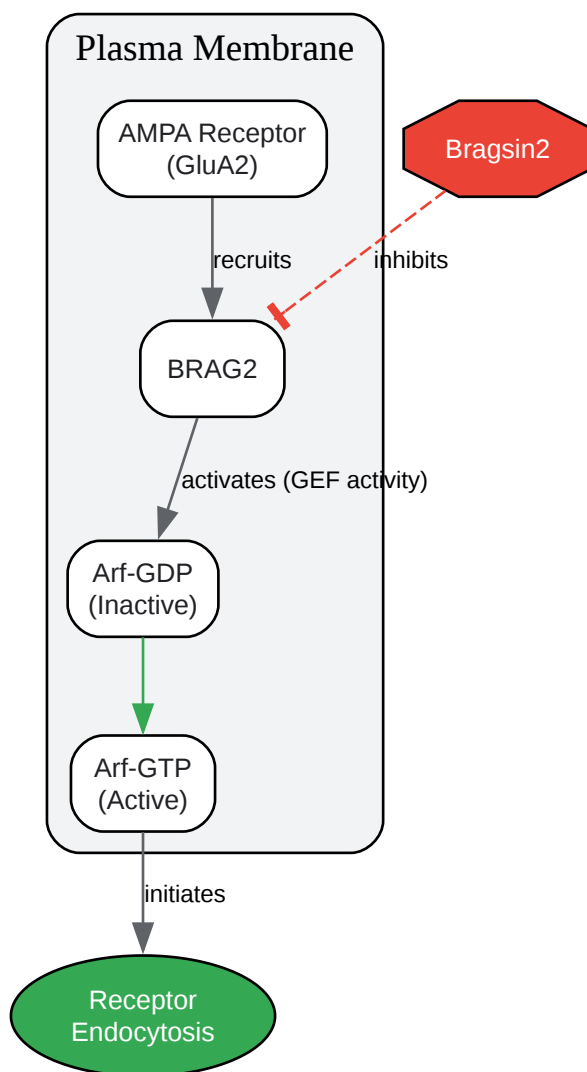 Plasma Membrane
AMPA Receptor
(GluA2)
Bragsin2
recruits
inhibits
BRAG2
activates (GEF activity)
Arf-GDP
(Inactive)
Arf-GTP
(Active)
initiates
Receptor
Endocytosis